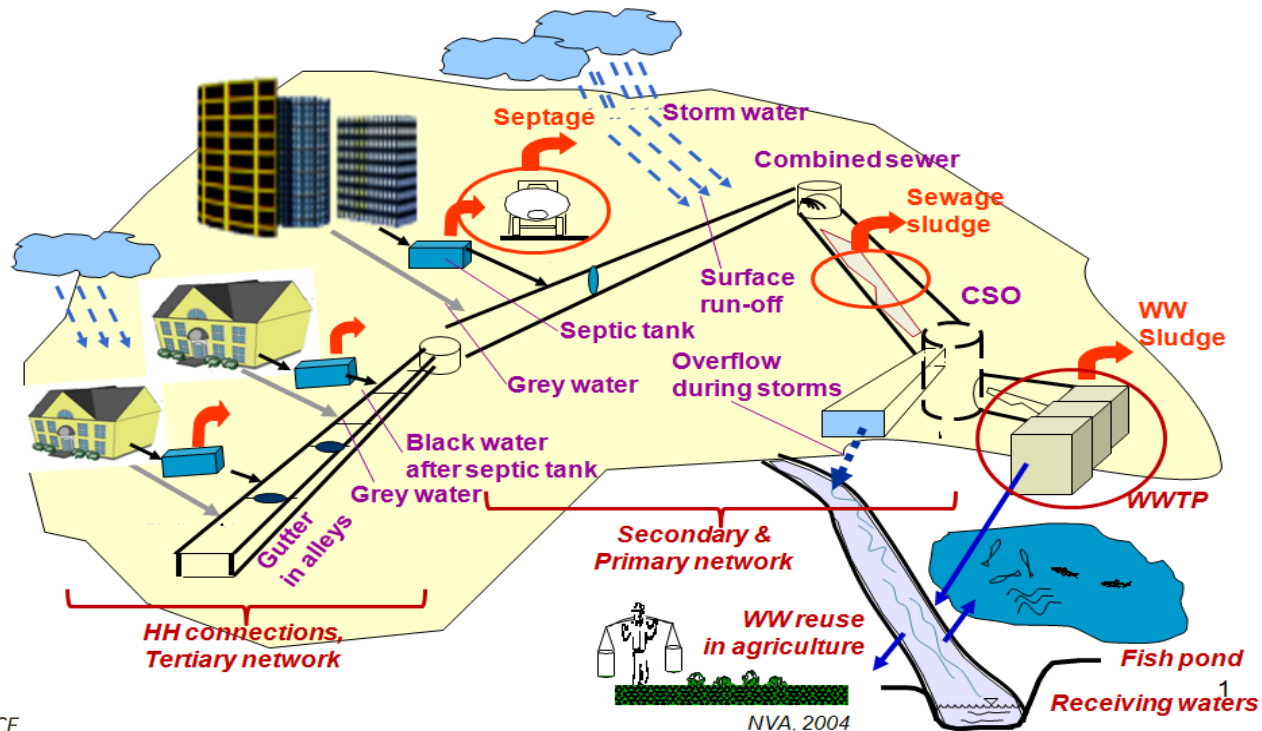 Septage
Storm water
Combined sewer
Sewage
sludge
Surface
run-off
CSO
WW
Sludge
Septic tank
Overflow
during storms
Grey water
Black water
after septic tank
Grey water
Gutter
in alleys
WWTP
Secondary &
Primary network
HH connections,
Tertiary network
WW reuse
in agriculture
Fish pond
Receiving waters
1
NVA, 2004
CE